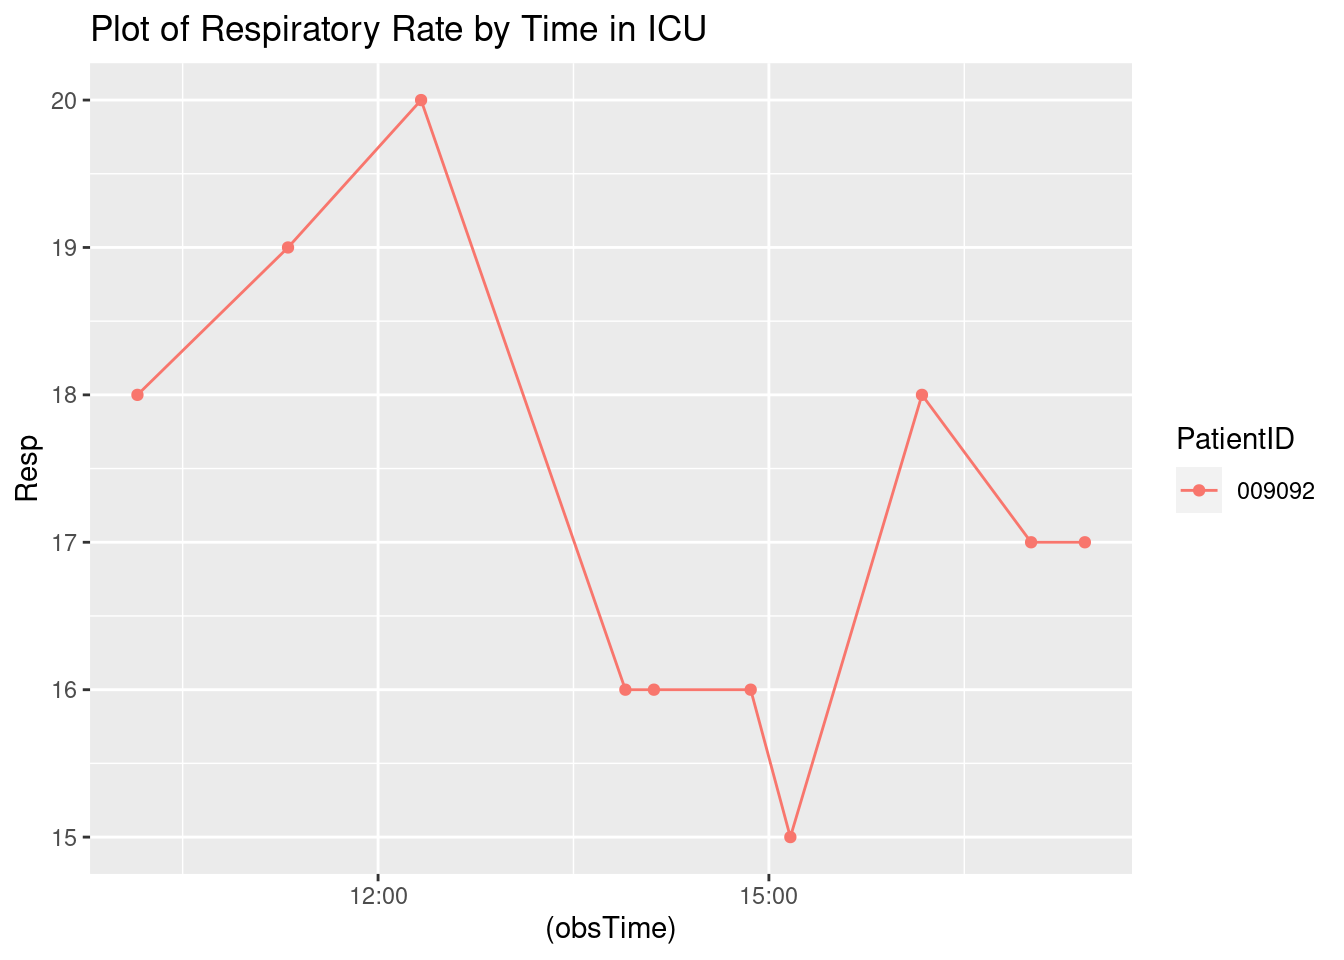 Plot of Respiratory Rate by Time in ICU
20
19
18
17
16
15
Resp
12:00
15:00
(obsTime)
PatientID
009092